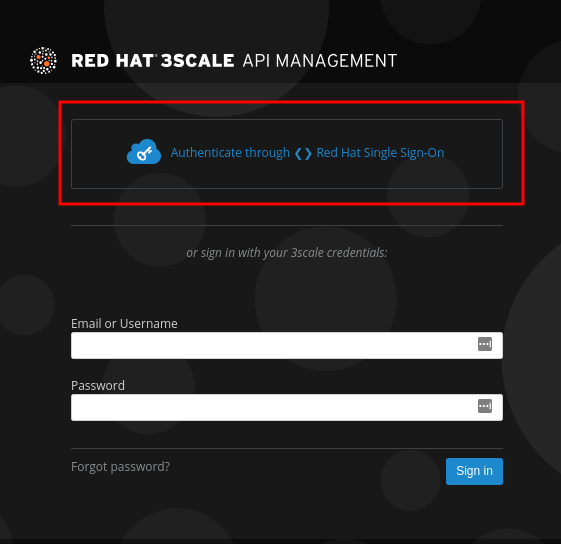 RED HAT® 3SCALE API MANAGEMENT
Authenticate through ❮❯ Red Hat Single Sign-On
or sign in with your 3scale credentials:
Email or Username
Password
Forgot password?
Sign in